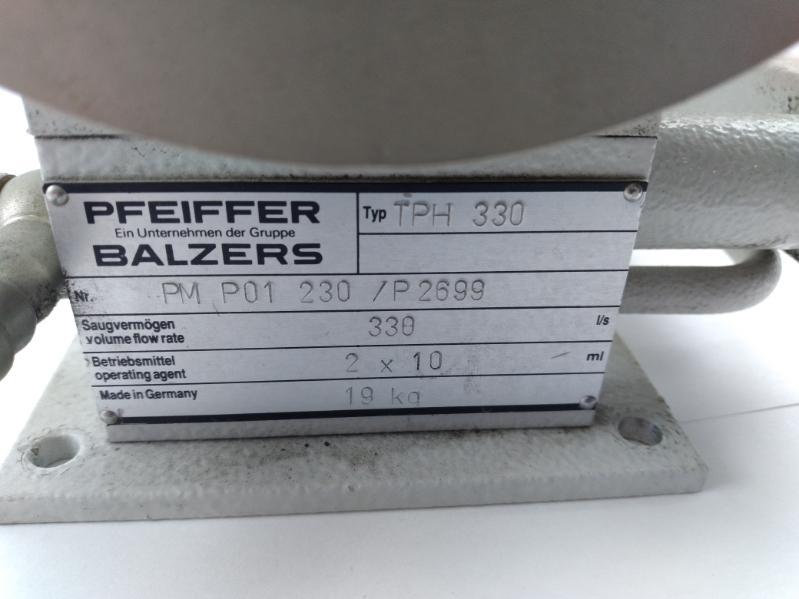 PFEIFFER
Ein Unternehmen der Gruppe
BALZERS
Typ TPH 330
Nr. PM P01 230 /P2699
Saugvermögen
volume flow rate 330 l/s
Betriebsmittel
operating agent 2 x 10 ml
Made in Germany 19 kg